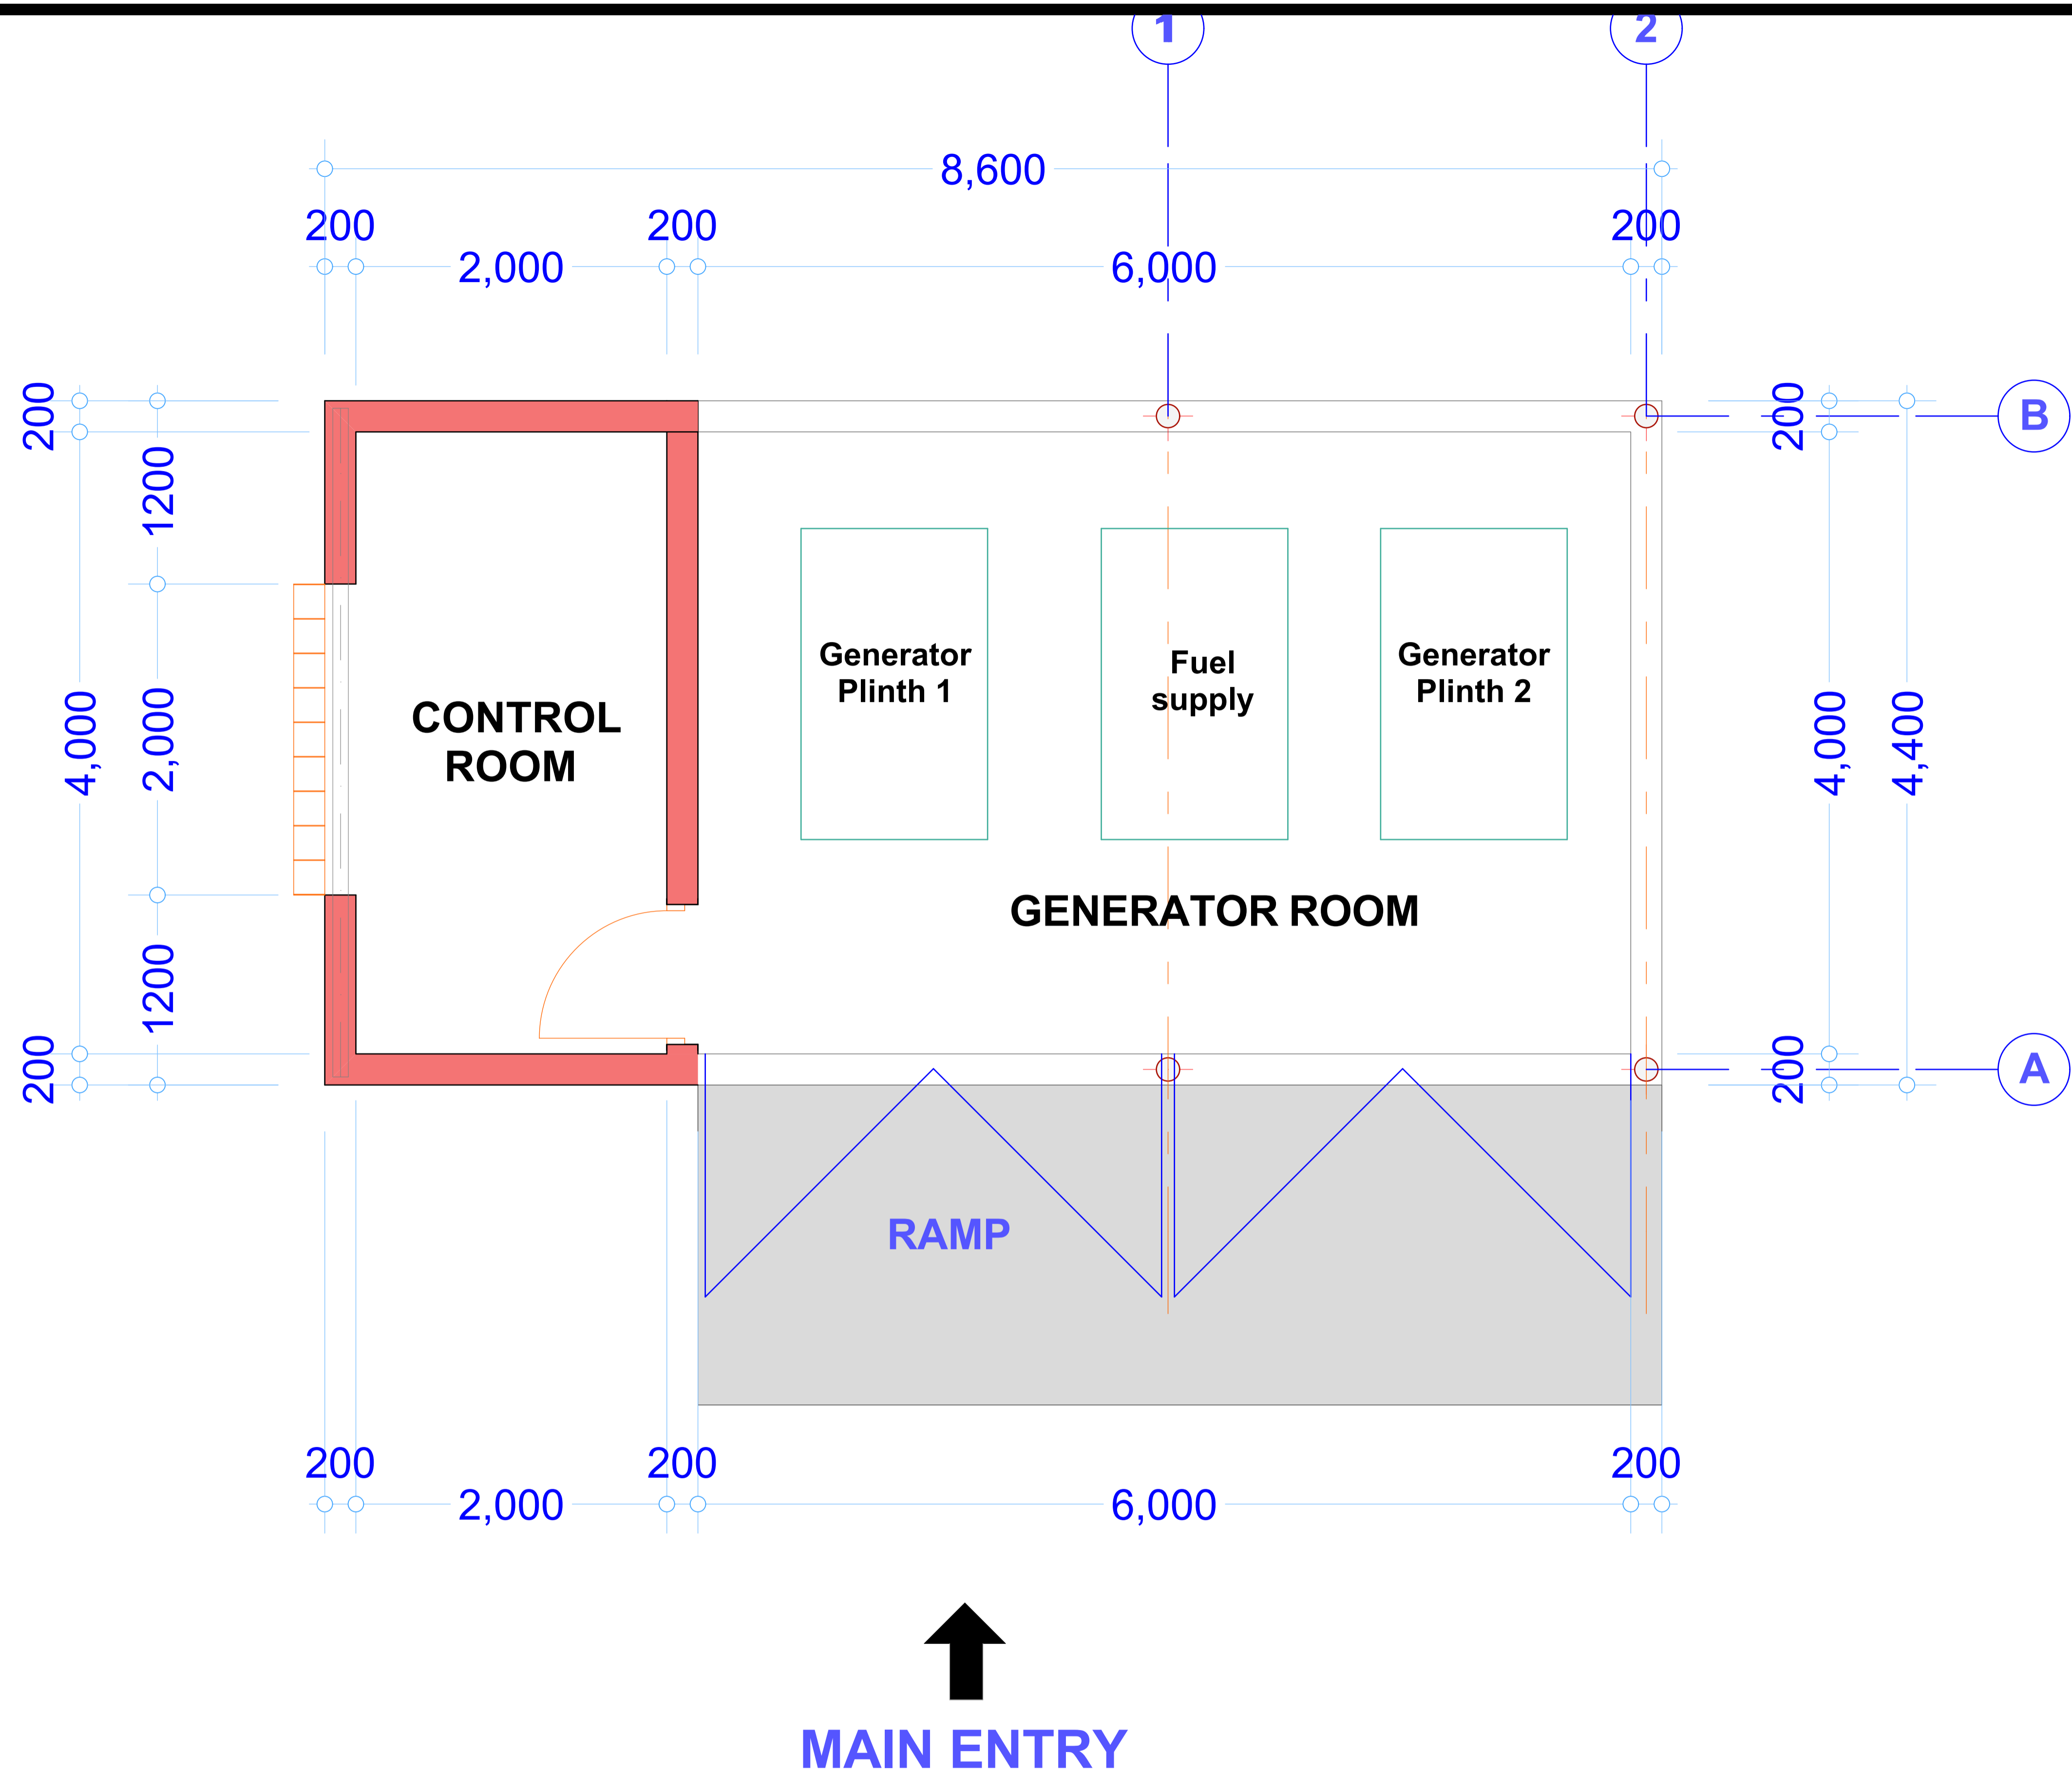 1
2
8,600
200
200
200
2,000
6,000
200
200
B
1200
1200
Generator
Plinth 1
Fuel
supply
Generator
Plinth 2
CONTROL
ROOM
4,000
2,000
4,000
4,400
GENERATOR ROOM
1200
200
200
A
RAMP
200
200
200
2,000
6,000
MAIN ENTRY